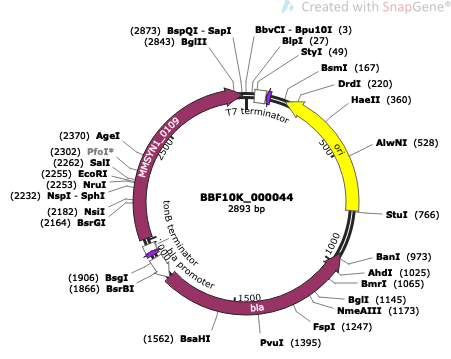 Created with SnapGene®
(2873) BspQI - SapI
(2843) BglII
BbvCI - Bpu10I (3)
BlpI (27)
StyI (49)
BsmI (167)
DrdI (220)
HaeII (360)
AlwNI (528)
StuI (766)
BanI (973)
AhdI (1025)
BmrI (1065)
BglI (1145)
NmeAIII (1173)
FspI (1247)
PvuI (1395)
(1562) BsaHI
(1866) BsrBI
(1906) BsgI
(2164) BsrGI
(2182) NsiI
(2232) NspI - SphI
(2253) NruI
(2255) EcoRI
(2262) SalI
(2302) PfoI*
(2370) AgeI
T7 terminator
MMSYN1_0109
2500
500
ori
BBF10K_000044
2893 bp
tonB terminator
bla promoter
1000
1500
bla